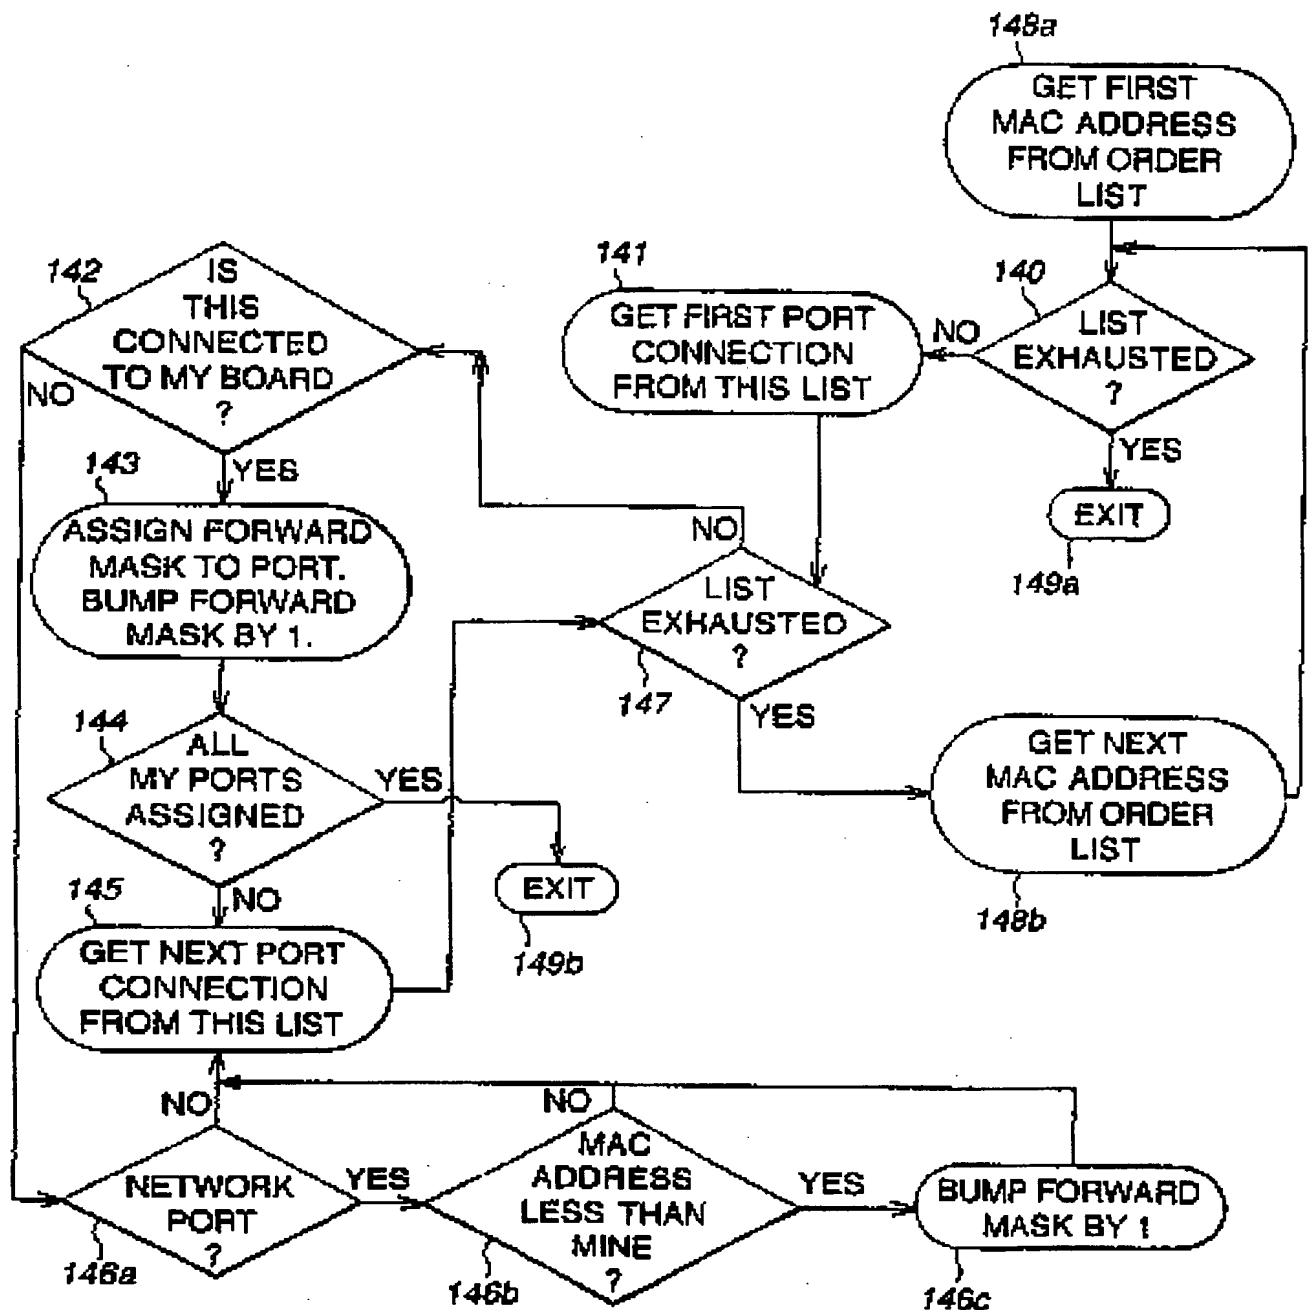 148a
GET FIRST
MAC ADDRESS
FROM ORDER
LIST
140
LIST
EXHAUSTED
?
NO
YES
EXIT
149a
141
GET FIRST PORT
CONNECTION
FROM THIS LIST
142
IS
THIS
CONNECTED
TO MY BOARD
?
NO
YES
143
ASSIGN FORWARD
MASK TO PORT.
BUMP FORWARD
MASK BY 1.
NO
LIST
EXHAUSTED
?
147
YES
144
ALL
MY PORTS
ASSIGNED
?
YES
NO
EXIT
149b
GET NEXT
MAC ADDRESS
FROM ORDER
LIST
148b
145
GET NEXT PORT
CONNECTION
FROM THIS LIST
NO
NETWORK
PORT
?
146a
YES
NO
MAC
ADDRESS
LESS THAN
MINE
?
146b
YES
BUMP FORWARD
MASK BY 1
146c